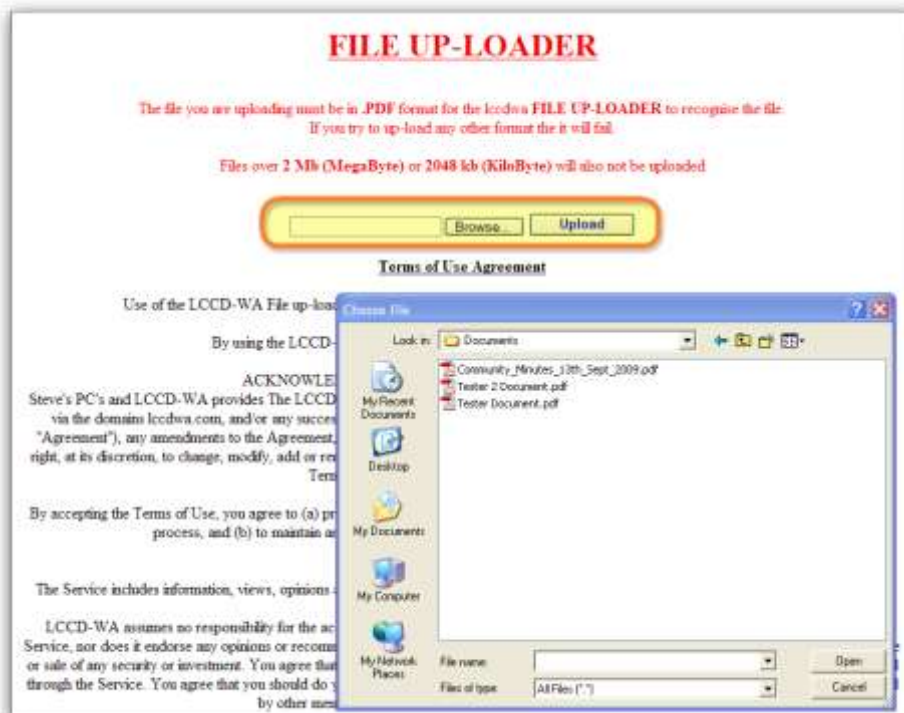 FILE UP-LOADER
The file you are uploading must be in .PDF format for the lccdwa FILE UP-LOADER to recognise the file.
If you try to up-load any other format the it will fail.
Files over 2 Mb (MegaByte) or 2048 kb (KiloByte) will also not be uploaded
Browse... Upload
Terms of Use Agreement
Use of the LCCD-WA File up-load
By using the LCCD-
ACKNOWLE
Steve's PC's and LCCD-WA provides The LCCD
via the domains lccdwa.com, and/or any succes
"Agreement"), any amendments to the Agreement,
right, at its discretion, to change, modify, add or re
Term
By accepting the Terms of Use, you agree to (a) pr
process, and (b) to maintain a
The Service includes information, views, opinions
LCCD-WA assumes no responsibility for the ac
Service, nor does it endorse any opinions or recom
or sale of any security or investment. You agree that
through the Service. You agree that you should do y
by other me
Choose file
Look in: Documents
My Recent Documents
Desktop
My Documents
My Computer
My Network Places
Community_Minutes_13th_Sept_2009.pdf
Tester 2 Document.pdf
Tester Document.pdf
File name: Open
Files of type: All Files (*.*) Cancel